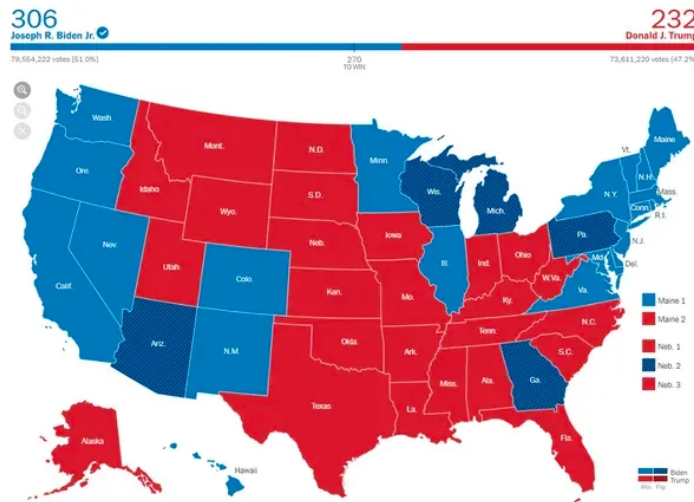 306
232
Joseph R. Biden Jr.
Donald J. Trump
79,554,222 votes (51.0%)
270
73,611,220 votes (47.2%
TO WIN
Wash.
Ore.
Calif.
Nev.
Idaho
Mont.
Wyo.
Utah
Colo.
Ariz.
N.M.
N.D.
S.D.
Neb.
Kan.
Okla.
Texas
Minn.
Iowa
Mo.
Ark.
La.
Wis.
Ill.
Mich.
Ind.
Ohio
Ky.
Tenn.
Miss.
Ala.
Ga.
Fla.
S.C.
N.C.
Va.
W.Va.
Pa.
Md.
Del.
N.J.
N.Y.
Conn.
R.I.
Mass.
Vt.
N.H.
Maine
Alaska
Hawaii
Maine 1
Maine 2
Neb. 1
Neb. 2
Neb. 3
Biden
Trump
Win Flip